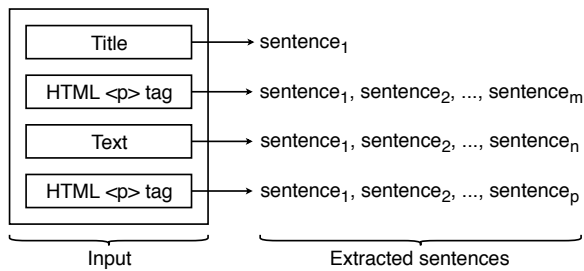 Title sentence₁
HTML <p> tag sentence₁, sentence₂, ..., sentenceₘ
Text sentence₁, sentence₂, ..., sentenceₙ
HTML <p> tag sentence₁, sentence₂, ..., sentenceₚ
Input Extracted sentences